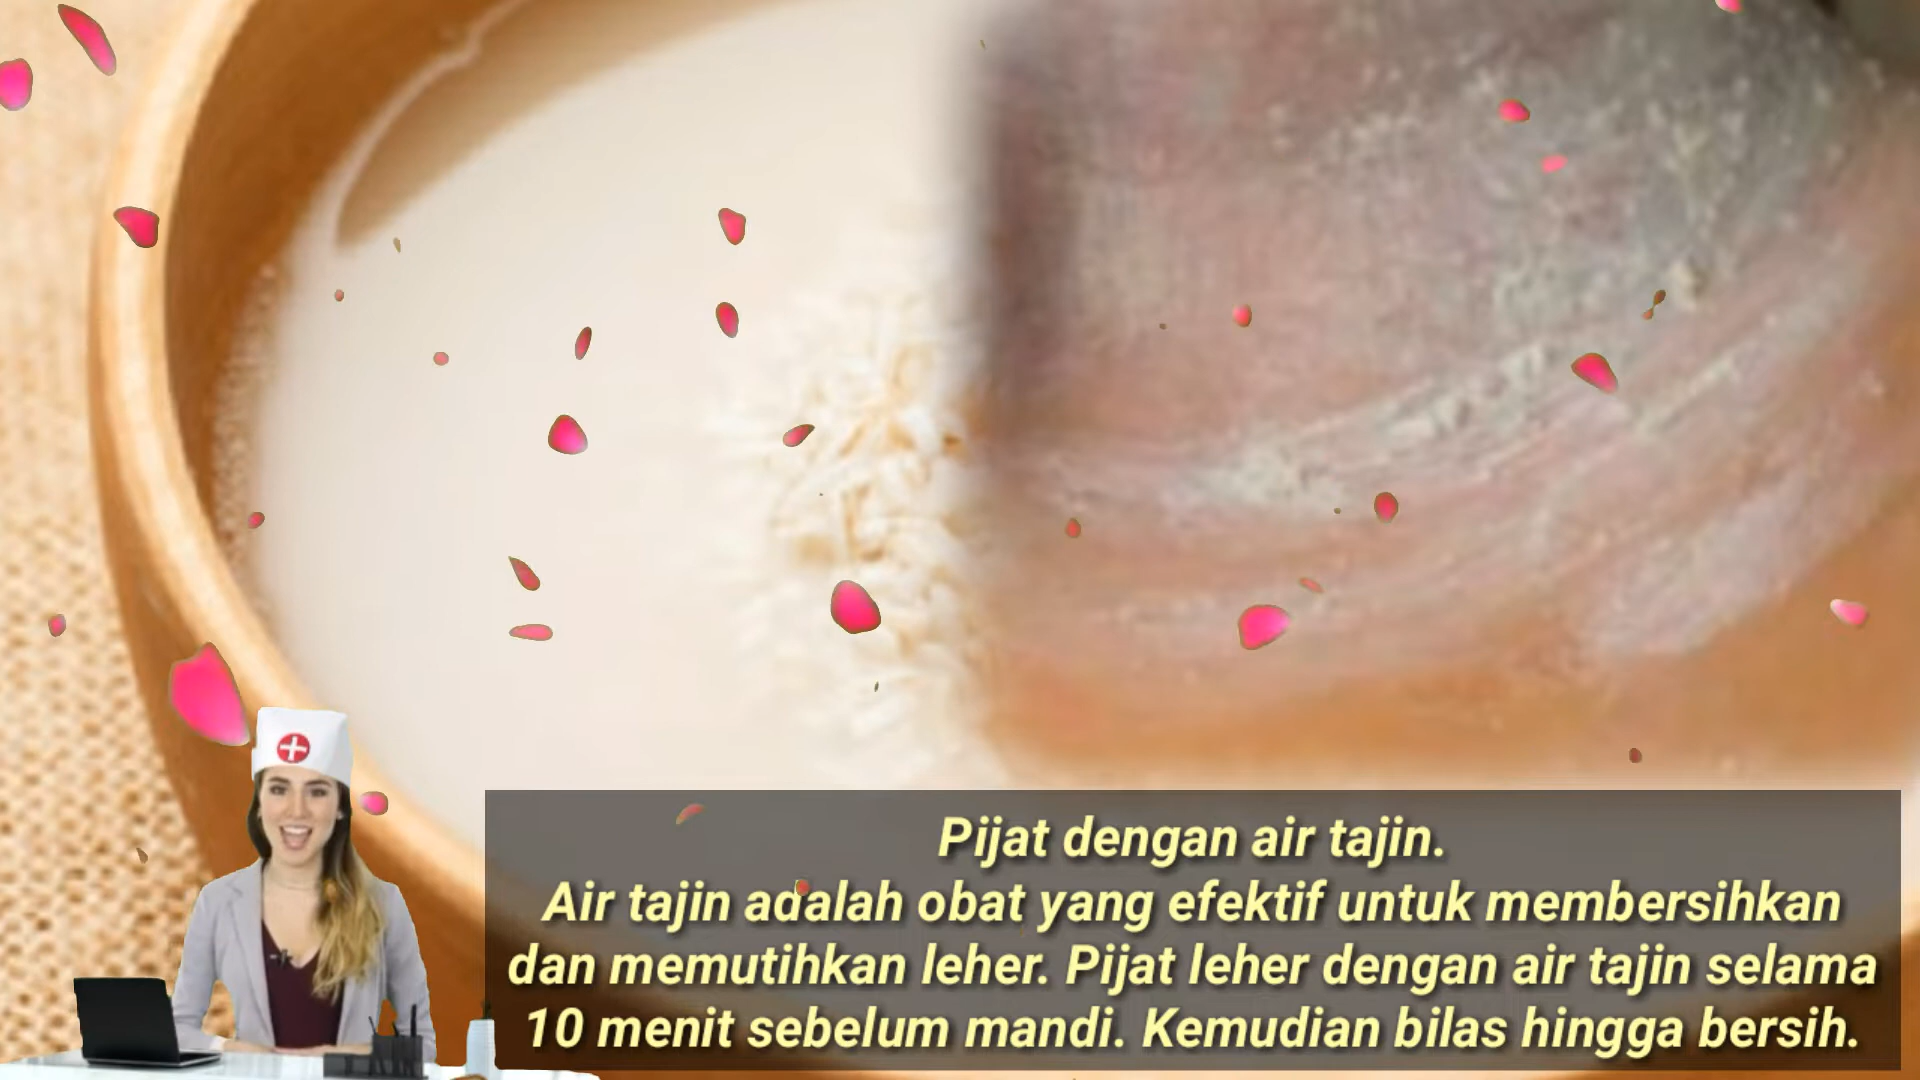 Pijat dengan air tajin.
Air tajin adalah obat yang efektif untuk membersihkan
dan memutihkan leher. Pijat leher dengan air tajin selama
10 menit sebelum mandi. Kemudian bilas hingga bersih.